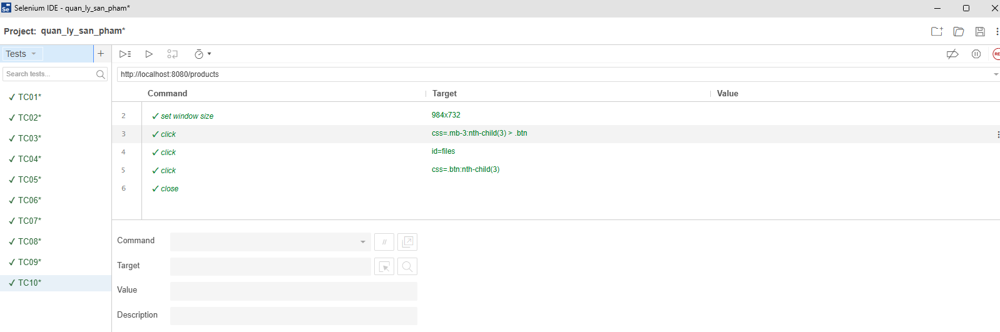 Se Selenium IDE - quan_ly_san_pham*
Project: quan_ly_san_pham*
Tests
+
Search tests...
http://localhost:8080/products
Command Target Value
✓ TC01*
✓ TC02*
✓ TC03*
✓ TC04*
✓ TC05*
✓ TC06*
✓ TC07*
✓ TC08*
✓ TC09*
✓ TC10*
2 ✓ set window size 984x732
3 ✓ click css=.mb-3:nth-child(3) > .btn
4 ✓ click id=files
5 ✓ click css=.btn:nth-child(3)
6 ✓ close
Command //
Target
Value
Description